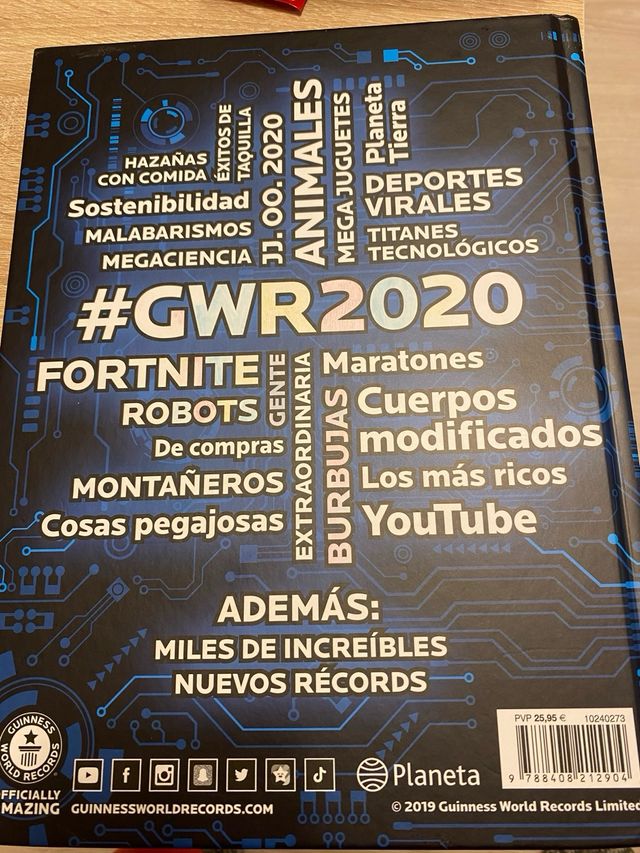 HAZAÑAS
CON COMIDA
ÉXITOS DE
TAQUILLA
JJ. OO. 2020
ANIMALES
MEGA JUGUETES
Planeta
Tierra
Sostenibilidad
MALABARISMOS
MEGACIENCIA
DEPORTES
VIRALES
TITANES
TECNOLÓGICOS
#GWR2020
FORTNITE
ROBOTS
De compras
MONTAÑEROS
Cosas pegajosas
GENTE
EXTRAORDINARIA
BURBUJAS
Maratones
Cuerpos
modificados
Los más ricos
YouTube
ADEMÁS:
MILES DE INCREÍBLES
NUEVOS RÉCORDS
GUINNESS
WORLD RECORDS
FFICIALLY
MAZING
GUINNESSWORLDRECORDS.COM
Planeta
© 2019 Guinness World Records Limited
PVP 25,95 € 10240273
9 788408 212904